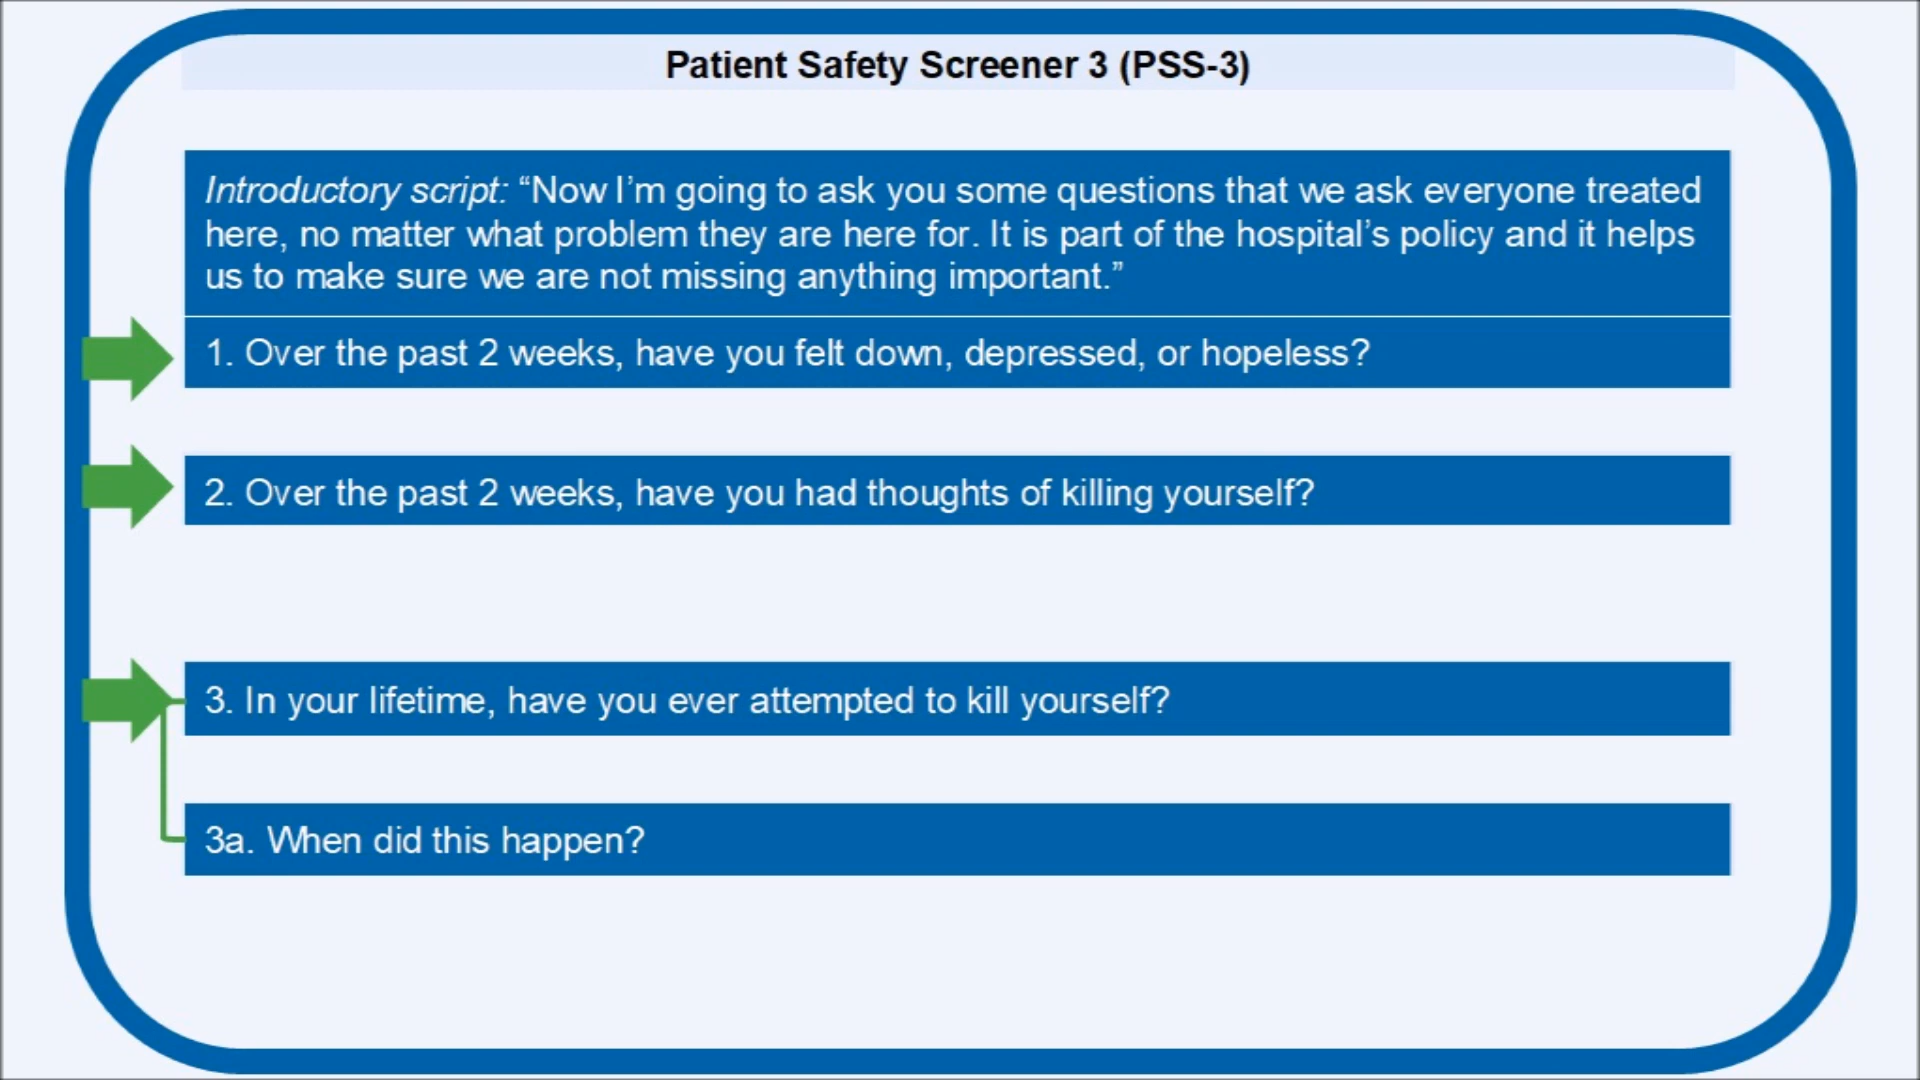 Patient Safety Screener 3 (PSS-3)
Introductory script: “Now I’m going to ask you some questions that we ask everyone treated
here, no matter what problem they are here for. It is part of the hospital’s policy and it helps
us to make sure we are not missing anything important.”
1. Over the past 2 weeks, have you felt down, depressed, or hopeless?
2. Over the past 2 weeks, have you had thoughts of killing yourself?
3. In your lifetime, have you ever attempted to kill yourself?
3a. When did this happen?